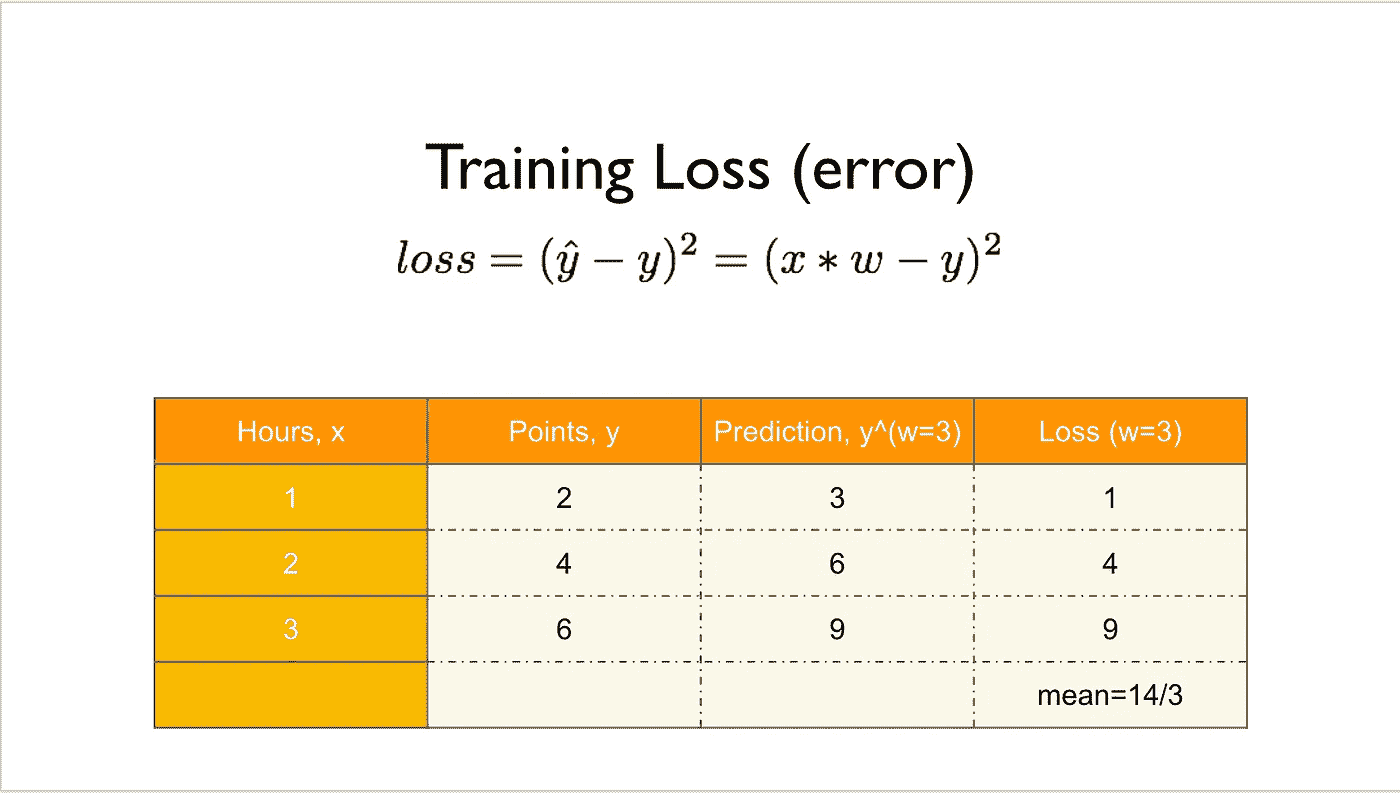 Training Loss (error)
loss = (ŷ − y)² = (x ∗ w − y)²
Hours, x Points, y Prediction, y^(w=3) Loss (w=3)
1 2 3 1
2 4 6 4
3 6 9 9
mean=14/3